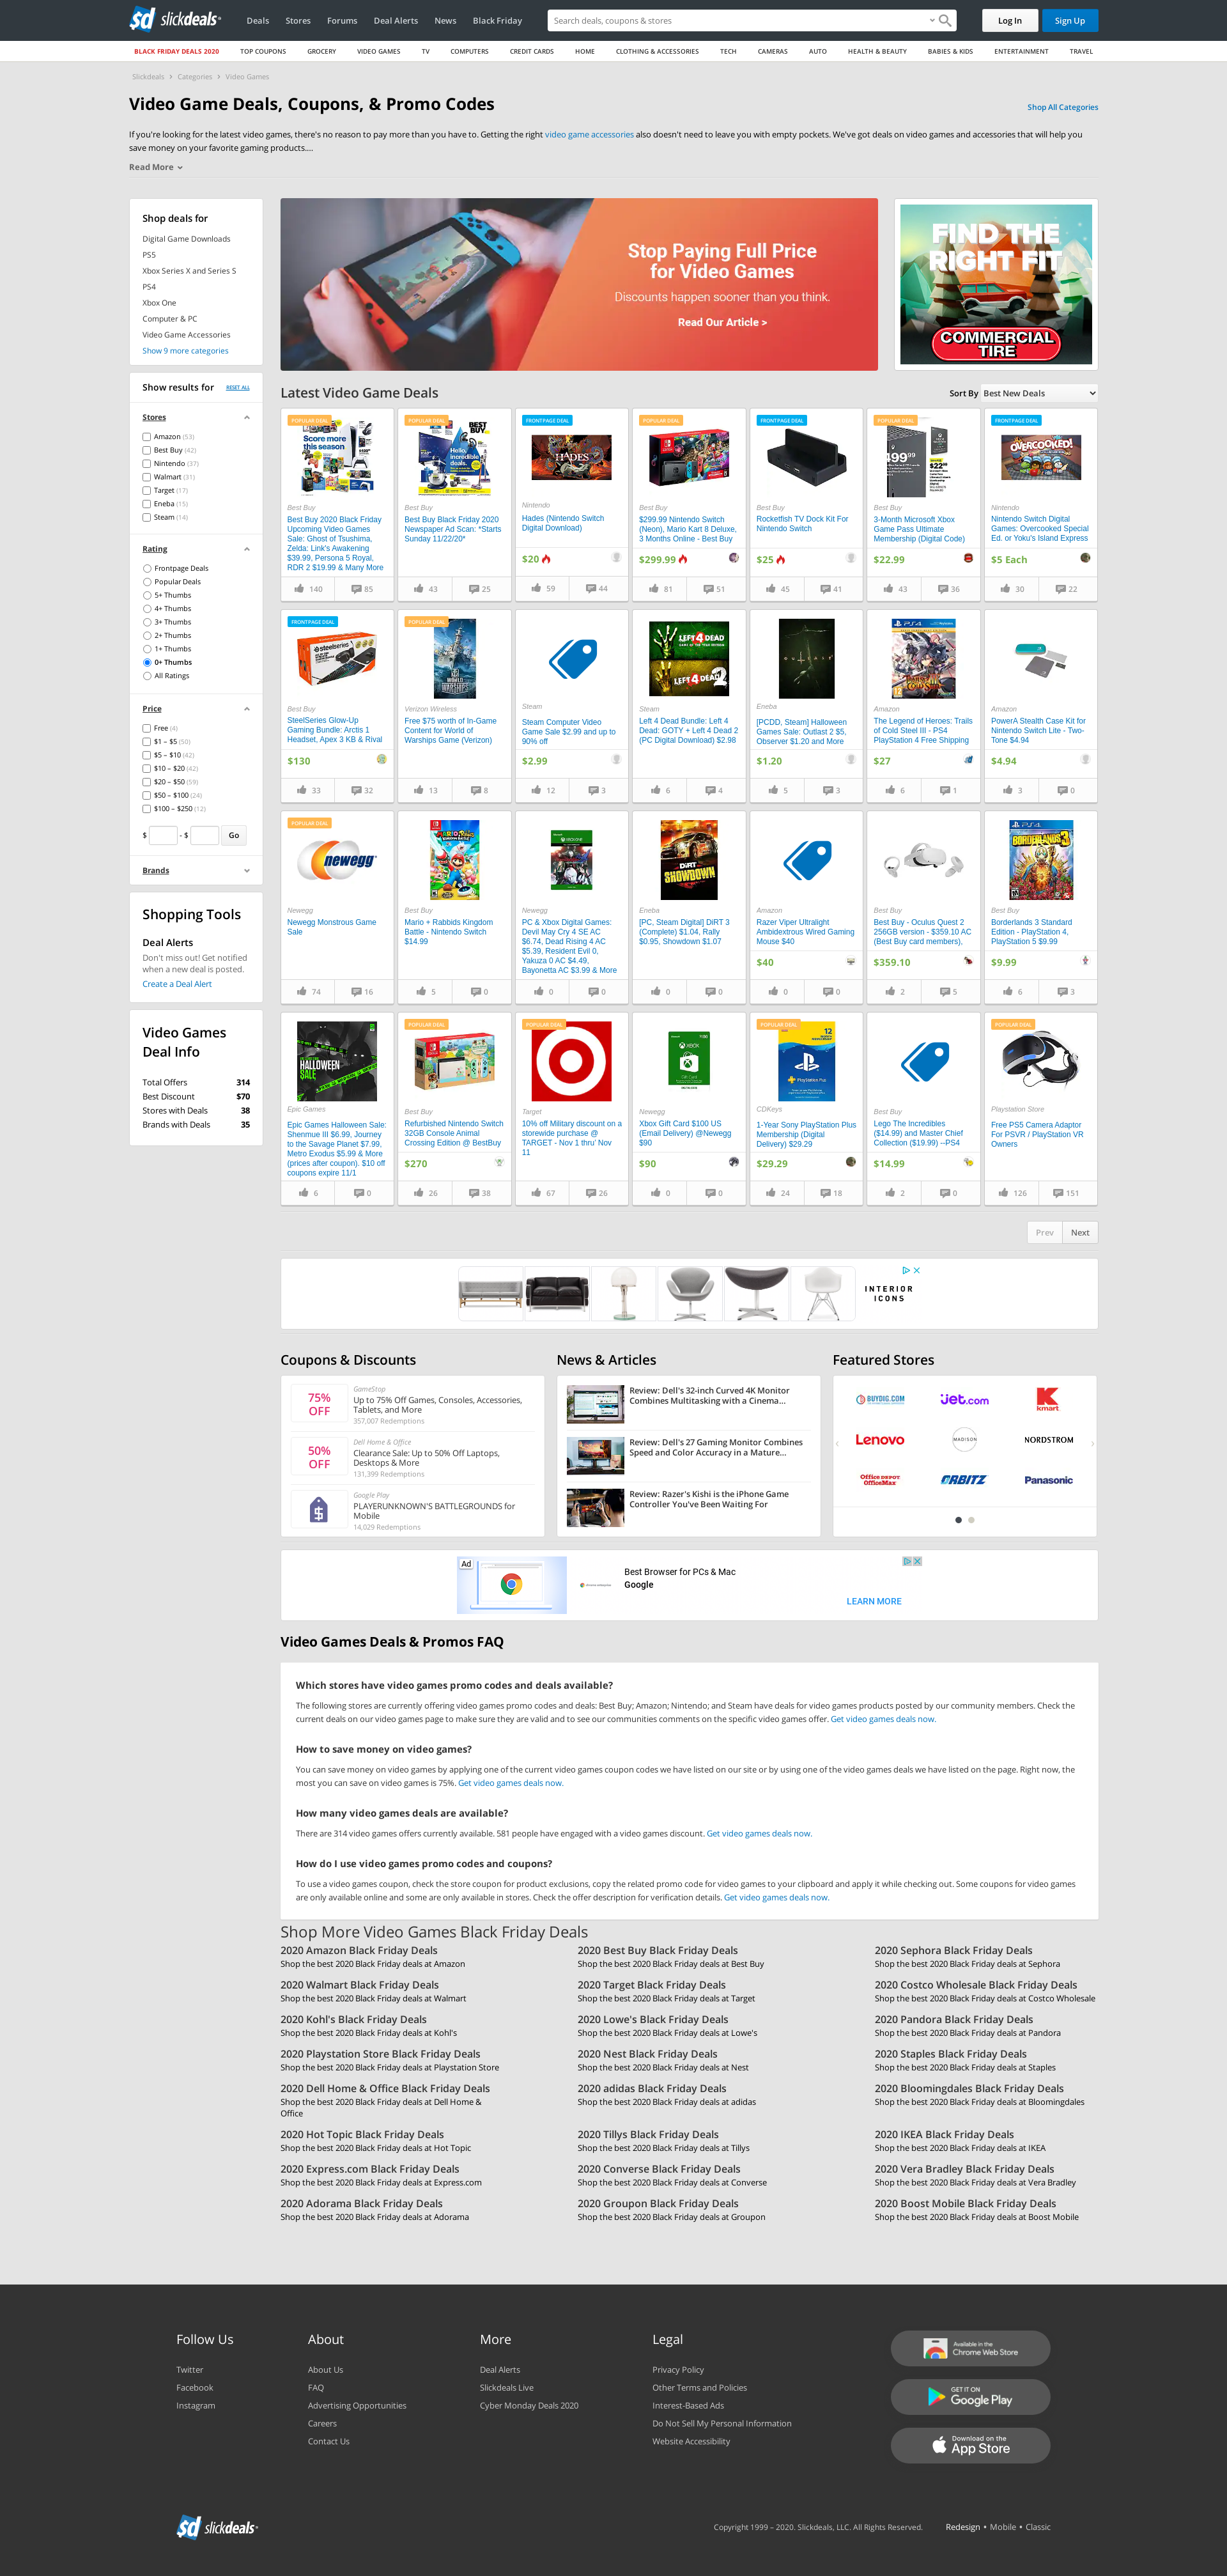 slickdeals
Deals
Stores
Forums
Deal Alerts
News
Black Friday
Search deals, coupons & stores
Log In
Sign Up
BLACK FRIDAY DEALS 2020
TOP COUPONS
GROCERY
VIDEO GAMES
TV
COMPUTERS
CREDIT CARDS
HOME
CLOTHING & ACCESSORIES
TECH
CAMERAS
AUTO
HEALTH & BEAUTY
BABIES & KIDS
ENTERTAINMENT
TRAVEL
Slickdeals › Categories › Video Games
Video Game Deals, Coupons, & Promo Codes
Shop All Categories
If you're looking for the latest video games, there's no reason to pay more than you have to. Getting the right video game accessories also doesn't need to leave you with empty pockets. We've got deals on video games and accessories that will help you
save money on your favorite gaming products....
Read More
Shop deals for
Digital Game Downloads
PS5
Xbox Series X and Series S
PS4
Xbox One
Computer & PC
Video Game Accessories
Show 9 more categories
Show results for
RESET ALL
Stores
Amazon (53)
Best Buy (42)
Nintendo (37)
Walmart (31)
Target (17)
Eneba (15)
Steam (14)
Rating
Frontpage Deals
Popular Deals
5+ Thumbs
4+ Thumbs
3+ Thumbs
2+ Thumbs
1+ Thumbs
0+ Thumbs
All Ratings
Price
Free (4)
$1 – $5 (50)
$5 – $10 (42)
$10 – $20 (42)
$20 – $50 (59)
$50 – $100 (24)
$100 – $250 (12)
$ - $ Go
Brands
Shopping Tools
Deal Alerts
Don't miss out! Get notified
when a new deal is posted.
Create a Deal Alert
Video Games
Deal Info
Total Offers 314
Best Discount $70
Stores with Deals 38
Brands with Deals 35
Stop Paying Full Price
for Video Games
Discounts happen sooner than you think.
Read Our Article >
FIND THE
RIGHT FIT
COMMERCIAL
TIRE
Latest Video Game Deals
Sort By Best New Deals
POPULAR DEAL
Best Buy
Best Buy 2020 Black Friday
Upcoming Video Games
Sale: Ghost of Tsushima,
Zelda: Link's Awakening
$39.99, Persona 5 Royal,
RDR 2 $19.99 & Many More
140 85
POPULAR DEAL
Best Buy
Best Buy Black Friday 2020
Newspaper Ad Scan: *Starts
Sunday 11/22/20*
43 25
FRONTPAGE DEAL
HADES
Nintendo
Hades (Nintendo Switch
Digital Download)
$20
59 44
POPULAR DEAL
Best Buy
$299.99 Nintendo Switch
(Neon), Mario Kart 8 Deluxe,
3 Months Online - Best Buy
$299.99
81 51
FRONTPAGE DEAL
Best Buy
Rocketfish TV Dock Kit For
Nintendo Switch
$25
45 41
POPULAR DEAL
Best Buy
3-Month Microsoft Xbox
Game Pass Ultimate
Membership (Digital Code)
$22.99
43 36
FRONTPAGE DEAL
OVERCOOKED!
Nintendo
Nintendo Switch Digital
Games: Overcooked Special
Ed. or Yoku's Island Express
$5 Each
30 22
FRONTPAGE DEAL
steelseries
Best Buy
SteelSeries Glow-Up
Gaming Bundle: Arctis 1
Headset, Apex 3 KB & Rival
$130
33 32
POPULAR DEAL
WORLD
WARSHIPS
Verizon Wireless
Free $75 worth of In-Game
Content for World of
Warships Game (Verizon)
13 8
Steam
Steam Computer Video
Game Sale $2.99 and up to
90% off
$2.99
12 3
LEFT 4 DEAD
LEFT 4 DEAD 2
Steam
Left 4 Dead Bundle: Left 4
Dead: GOTY + Left 4 Dead 2
(PC Digital Download) $2.98
6 4
OUTLAST
Eneba
[PCDD, Steam] Halloween
Games Sale: Outlast 2 $5,
Observer $1.20 and More
$1.20
5 3
PS4
Amazon
The Legend of Heroes: Trails
of Cold Steel III - PS4
PlayStation 4 Free Shipping
$27
6 1
Amazon
PowerA Stealth Case Kit for
Nintendo Switch Lite - Two-
Tone $4.94
$4.94
3 0
POPULAR DEAL
newegg
Newegg
Newegg Monstrous Game
Sale
74 16
Best Buy
Mario + Rabbids Kingdom
Battle - Nintendo Switch
$14.99
5 0
Newegg
PC & Xbox Digital Games:
Devil May Cry 4 SE AC
$6.74, Dead Rising 4 AC
$5.39, Resident Evil 0,
Yakuza 0 AC $4.49,
Bayonetta AC $3.99 & More
0 0
DIRT
SHOWDOWN
Eneba
[PC, Steam Digital] DiRT 3
(Complete) $1.04, Rally
$0.95, Showdown $1.07
0 0
Amazon
Razer Viper Ultralight
Ambidextrous Wired Gaming
Mouse $40
$40
0 0
Best Buy
Best Buy - Oculus Quest 2
256GB version - $359.10 AC
(Best Buy card members),
$359.10
2 5
PS4
BORDERLANDS 3
Best Buy
Borderlands 3 Standard
Edition - PlayStation 4,
PlayStation 5 $9.99
$9.99
6 3
HALLOWEEN
SALE
Epic Games
Epic Games Halloween Sale:
Shenmue III $6.99, Journey
to the Savage Planet $7.99,
Metro Exodus $5.99 & More
(prices after coupon). $10 off
coupons expire 11/1
6 0
POPULAR DEAL
Best Buy
Refurbished Nintendo Switch
32GB Console Animal
Crossing Edition @ BestBuy
$270
26 38
POPULAR DEAL
Target
10% off Military discount on a
storewide purchase @
TARGET - Nov 1 thru' Nov
11
67 26
XBOX
Newegg
Xbox Gift Card $100 US
(Email Delivery) @Newegg
$90
$90
0 0
POPULAR DEAL
12
PlayStation Plus
CDKeys
1-Year Sony PlayStation Plus
Membership (Digital
Delivery) $29.29
$29.29
24 18
Best Buy
Lego The Incredibles
($14.99) and Master Chief
Collection ($19.99) --PS4
$14.99
2 0
POPULAR DEAL
Playstation Store
Free PS5 Camera Adaptor
For PSVR / PlayStation VR
Owners
126 151
Prev Next
INTERIOR
ICONS
Coupons & Discounts
75%
OFF
GameStop
Up to 75% Off Games, Consoles, Accessories,
Tablets, and More
357,007 Redemptions
50%
OFF
Dell Home & Office
Clearance Sale: Up to 50% Off Laptops,
Desktops & More
131,399 Redemptions
Google Play
PLAYERUNKNOWN'S BATTLEGROUNDS for
Mobile
14,029 Redemptions
News & Articles
Review: Dell's 32-inch Curved 4K Monitor
Combines Multitasking with a Cinema...
Review: Dell's 27 Gaming Monitor Combines
Speed and Color Accuracy in a Mature...
Review: Razer's Kishi is the iPhone Game
Controller You've Been Waiting For
Featured Stores
BUYDIG.COM
jet.com
kmart
Lenovo
MADISON
NORDSTROM
Office DEPOT
OfficeMax
ORBITZ
Panasonic
Ad
Best Browser for PCs & Mac
Google
LEARN MORE
Video Games Deals & Promos FAQ
Which stores have video games promo codes and deals available?
The following stores are currently offering video games promo codes and deals: Best Buy; Amazon; Nintendo; and Steam have deals for video games products posted by our community members. Check the
current deals on our video games page to make sure they are valid and to see our communities comments on the specific video games offer. Get video games deals now.
How to save money on video games?
You can save money on video games by applying one of the current video games coupon codes we have listed on our site or by using one of the video games deals we have listed on the page. Right now, the
most you can save on video games is 75%. Get video games deals now.
How many video games deals are available?
There are 314 video games offers currently available. 581 people have engaged with a video games discount. Get video games deals now.
How do I use video games promo codes and coupons?
To use a video games coupon, check the store coupon for product exclusions, copy the related promo code for video games to your clipboard and apply it while checking out. Some coupons for video games
are only available online and some are only available in stores. Check the offer description for verification details. Get video games deals now.
Shop More Video Games Black Friday Deals
2020 Amazon Black Friday Deals
Shop the best 2020 Black Friday deals at Amazon
2020 Best Buy Black Friday Deals
Shop the best 2020 Black Friday deals at Best Buy
2020 Sephora Black Friday Deals
Shop the best 2020 Black Friday deals at Sephora
2020 Walmart Black Friday Deals
Shop the best 2020 Black Friday deals at Walmart
2020 Target Black Friday Deals
Shop the best 2020 Black Friday deals at Target
2020 Costco Wholesale Black Friday Deals
Shop the best 2020 Black Friday deals at Costco Wholesale
2020 Kohl's Black Friday Deals
Shop the best 2020 Black Friday deals at Kohl's
2020 Lowe's Black Friday Deals
Shop the best 2020 Black Friday deals at Lowe's
2020 Pandora Black Friday Deals
Shop the best 2020 Black Friday deals at Pandora
2020 Playstation Store Black Friday Deals
Shop the best 2020 Black Friday deals at Playstation Store
2020 Nest Black Friday Deals
Shop the best 2020 Black Friday deals at Nest
2020 Staples Black Friday Deals
Shop the best 2020 Black Friday deals at Staples
2020 Dell Home & Office Black Friday Deals
Shop the best 2020 Black Friday deals at Dell Home &
Office
2020 adidas Black Friday Deals
Shop the best 2020 Black Friday deals at adidas
2020 Bloomingdales Black Friday Deals
Shop the best 2020 Black Friday deals at Bloomingdales
2020 Hot Topic Black Friday Deals
Shop the best 2020 Black Friday deals at Hot Topic
2020 Tillys Black Friday Deals
Shop the best 2020 Black Friday deals at Tillys
2020 IKEA Black Friday Deals
Shop the best 2020 Black Friday deals at IKEA
2020 Express.com Black Friday Deals
Shop the best 2020 Black Friday deals at Express.com
2020 Converse Black Friday Deals
Shop the best 2020 Black Friday deals at Converse
2020 Vera Bradley Black Friday Deals
Shop the best 2020 Black Friday deals at Vera Bradley
2020 Adorama Black Friday Deals
Shop the best 2020 Black Friday deals at Adorama
2020 Groupon Black Friday Deals
Shop the best 2020 Black Friday deals at Groupon
2020 Boost Mobile Black Friday Deals
Shop the best 2020 Black Friday deals at Boost Mobile
Follow Us
Twitter
Facebook
Instagram
About
About Us
FAQ
Advertising Opportunities
Careers
Contact Us
More
Deal Alerts
Slickdeals Live
Cyber Monday Deals 2020
Legal
Privacy Policy
Other Terms and Policies
Interest-Based Ads
Do Not Sell My Personal Information
Website Accessibility
Available in the
Chrome Web Store
GET IT ON
Google Play
Download on the
App Store
slickdeals
Copyright 1999 – 2020. Slickdeals, LLC. All Rights Reserved.
Redesign • Mobile • Classic